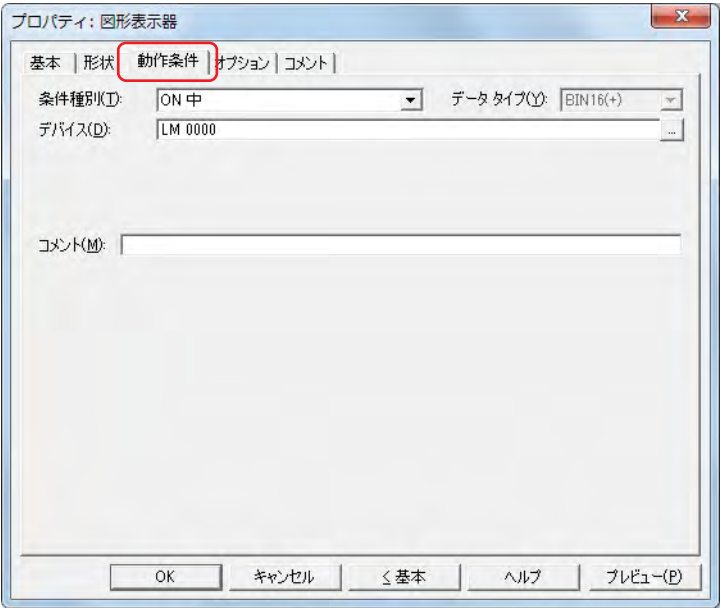 プロパティ: 図形表示器
基本 形状 動作条件 オプション コメント
条件種別(T): ON 中 データ タイプ(Y): BIN16(+)
デバイス(D): LM 0000 ...
コメント(M):
OK キャンセル < 基本 ヘルプ プレビュー(P)